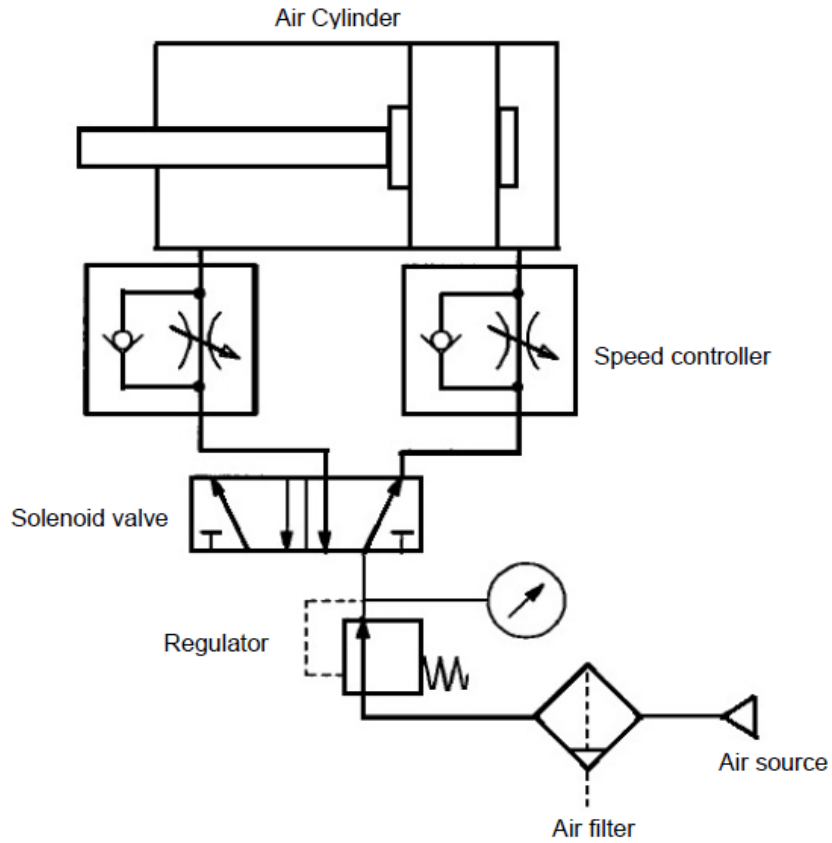 Air Cylinder
Speed controller
Solenoid valve
Regulator
Air source
Air filter